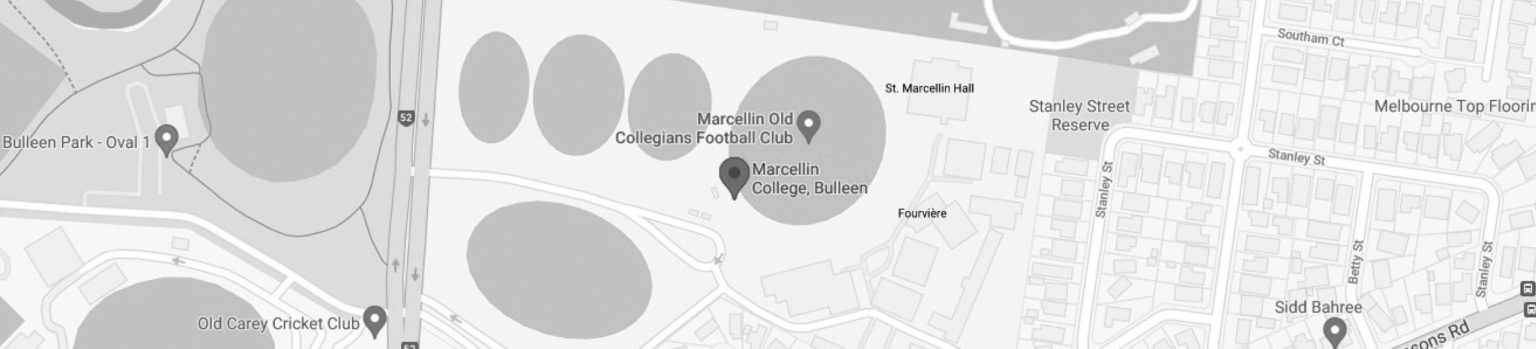 Southam Ct
St. Marcellin Hall
Stanley Street
Reserve
Melbourne Top Floorin
52
Marcellin Old
Collegians Football Club
Bulleen Park - Oval 1
Stanley St
Marcellin
College, Bulleen
Stanley St
Fourvière
Betty St
Stanley St
Sidd Bahree
Old Carey Cricket Club
sons Rd
52